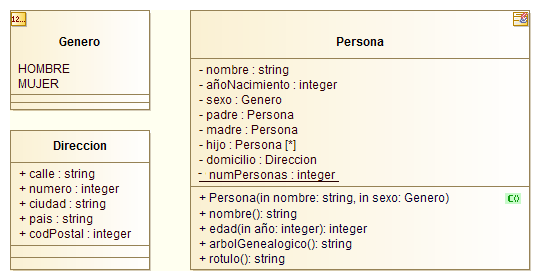 12...
Genero
HOMBRE
MUJER
Direccion
+ calle : string
+ numero : integer
+ ciudad : string
+ pais : string
+ codPostal : integer
Persona
- nombre : string
- añoNacimiento : integer
- sexo : Genero
- padre : Persona
- madre : Persona
- hijo : Persona [*]
- domicilio : Direccion
- numPersonas : integer
+ Persona(in nombre: string, in sexo: Genero)
+ nombre(): string
+ edad(in año: integer): integer
+ arbolGenealogico(): string
+ rotulo(): string